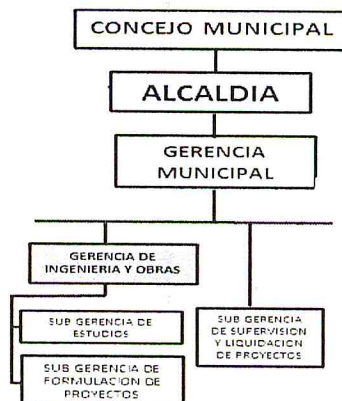 CONCEJO MUNICIPAL
ALCALDIA
GERENCIA
MUNICIPAL
GERENCIA DE
INGENIERIA Y OBRAS
SUB GERENCIA DE
ESTUDIOS
SUB GERENCIA DE
FORMULACION DE
PROYECTOS
SUB GERENCIA
DE SUPERVISION
Y LIQUIDACION
DE PROYECTOS